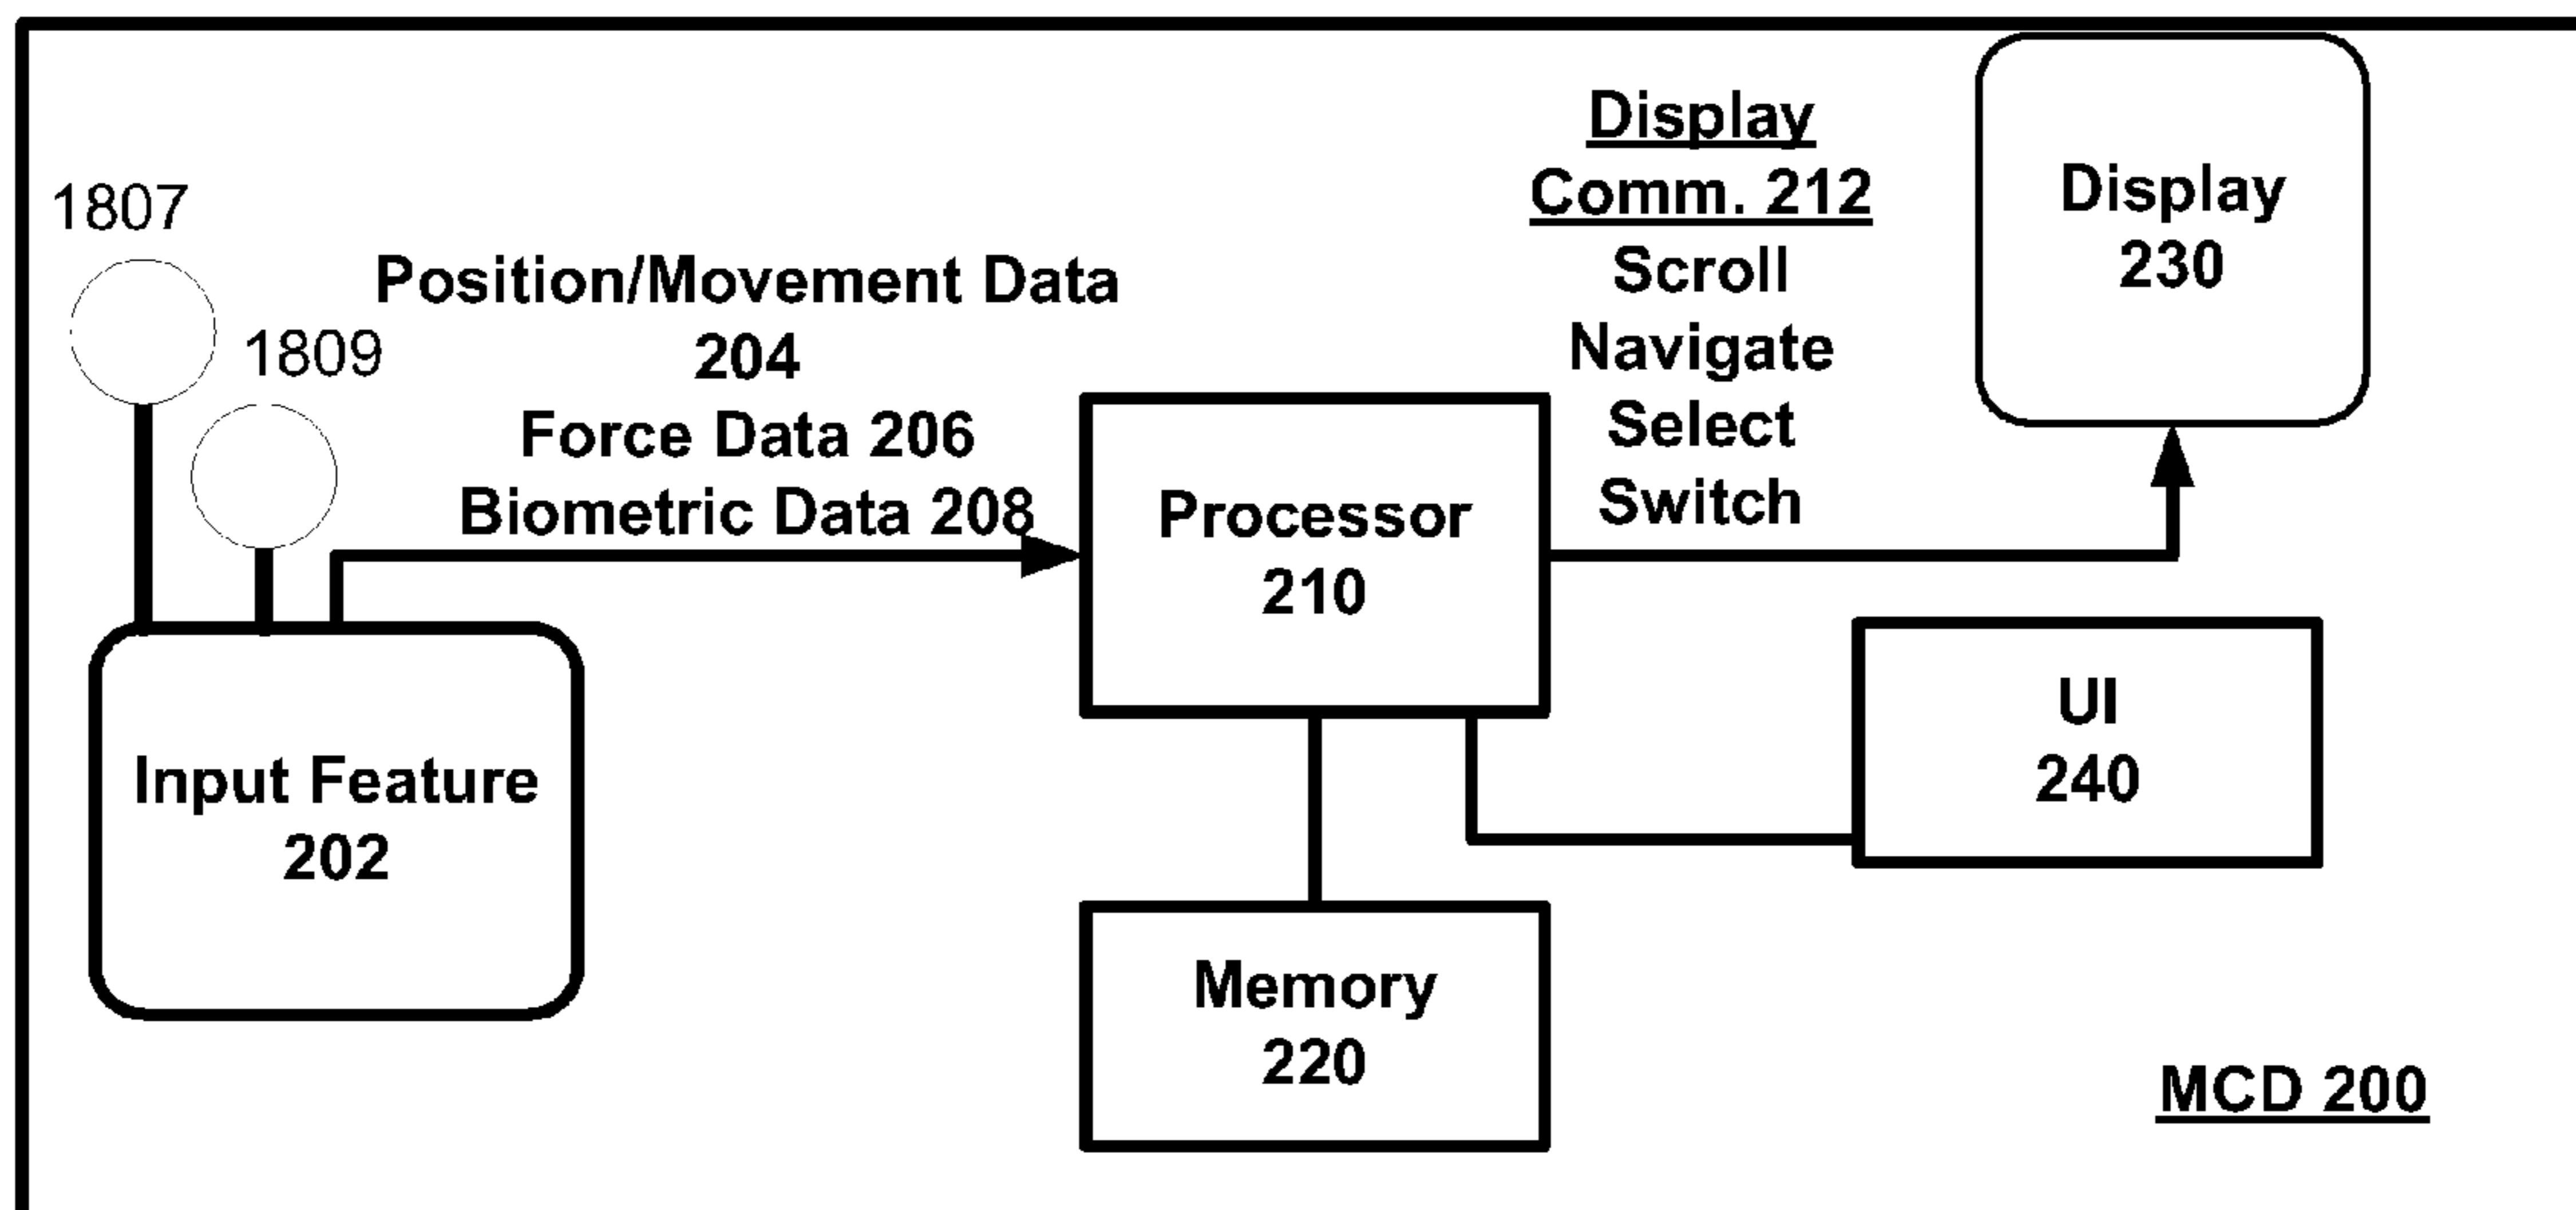 1807
1809
Position/Movement Data
204
Force Data 206
Biometric Data 208
Display
Comm. 212
Scroll
Navigate
Select
Switch
Display
230
Processor
210
Input Feature
202
UI
240
Memory
220
MCD 200